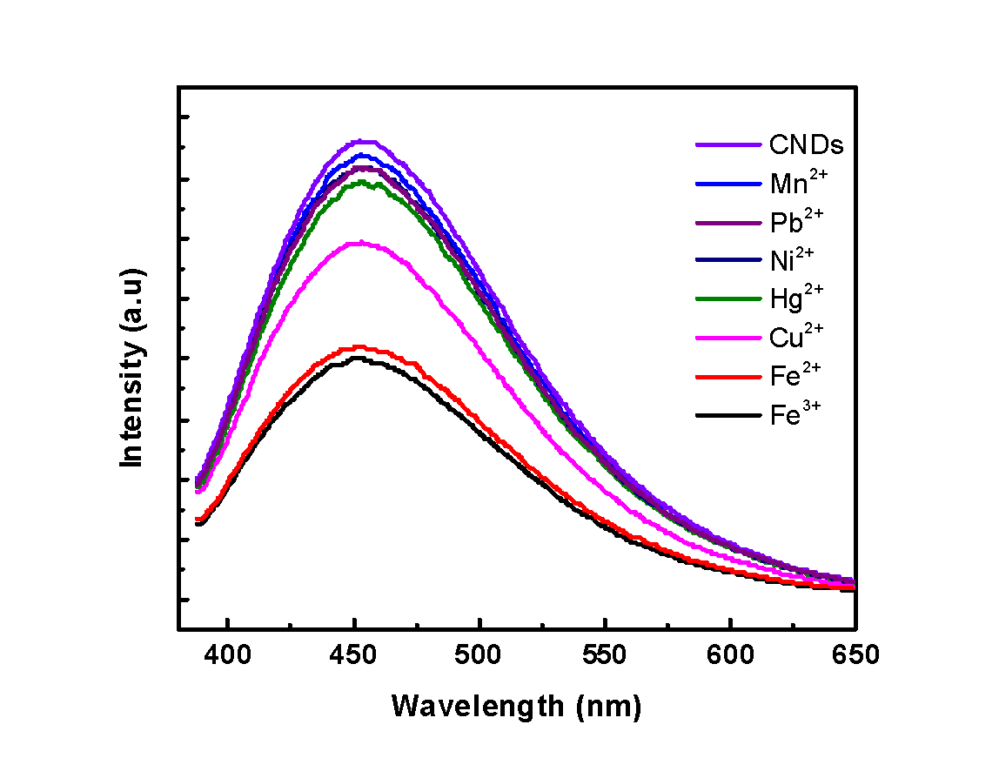 CNDs
Mn²⁺
Pb²⁺
Ni²⁺
Hg²⁺
Cu²⁺
Fe²⁺
Fe³⁺
Intensity (a.u)
400 450 500 550 600 650
Wavelength (nm)